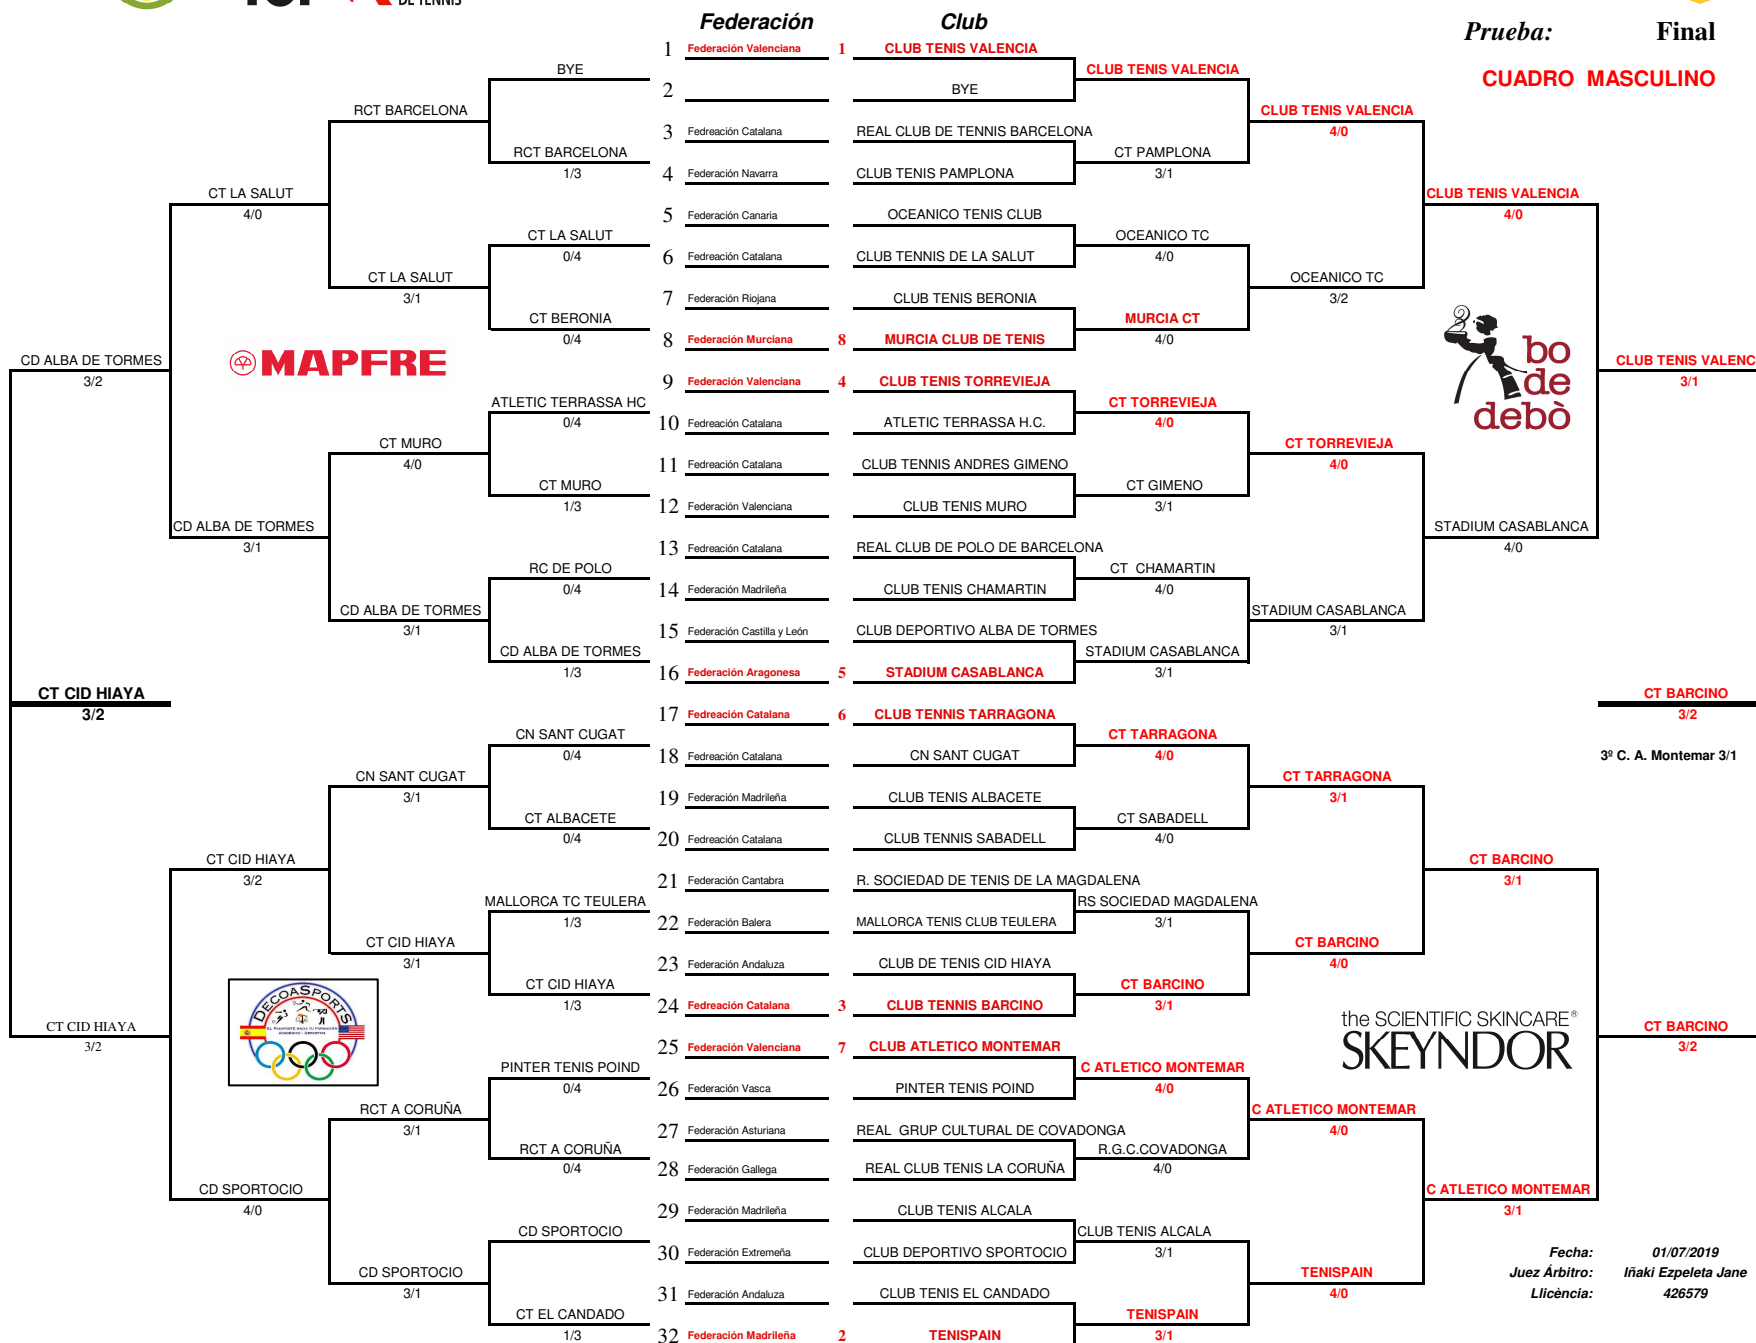 DE TENNIS
Federación Club
Prueba: Final
CUADRO MASCULINO
1 Federación Valenciana 1 CLUB TENIS VALENCIA
2 BYE
3 Fedreación Catalana REAL CLUB DE TENNIS BARCELONA
4 Federación Navarra CLUB TENIS PAMPLONA
5 Federación Canaria OCEANICO TENIS CLUB
6 Fedreación Catalana CLUB TENNIS DE LA SALUT
7 Federación Riojana CLUB TENIS BERONIA
8 Federación Murciana 8 MURCIA CLUB DE TENIS
9 Federación Valenciana 4 CLUB TENIS TORREVIEJA
10 Fedreación Catalana ATLETIC TERRASSA H.C.
11 Fedreación Catalana CLUB TENNIS ANDRES GIMENO
12 Federación Valenciana CLUB TENIS MURO
13 Fedreación Catalana REAL CLUB DE POLO DE BARCELONA
14 Federación Madrileña CLUB TENIS CHAMARTIN
15 Federación Castilla y León CLUB DEPORTIVO ALBA DE TORMES
16 Federación Aragonesa 5 STADIUM CASABLANCA
17 Fedreación Catalana 6 CLUB TENNIS TARRAGONA
18 Fedreación Catalana CN SANT CUGAT
19 Federación Madrileña CLUB TENIS ALBACETE
20 Fedreación Catalana CLUB TENNIS SABADELL
21 Federación Cantabra R. SOCIEDAD DE TENIS DE LA MAGDALENA
22 Federación Balera MALLORCA TENIS CLUB TEULERA
23 Federación Andaluza CLUB DE TENIS CID HIAYA
24 Fedreación Catalana 3 CLUB TENNIS BARCINO
25 Federación Valenciana 7 CLUB ATLETICO MONTEMAR
26 Federación Vasca PINTER TENIS POIND
27 Federación Asturiana REAL GRUP CULTURAL DE COVADONGA
28 Federación Gallega REAL CLUB TENIS LA CORUÑA
29 Federación Madrileña CLUB TENIS ALCALA
30 Federación Extremeña CLUB DEPORTIVO SPORTOCIO
31 Federación Andaluza CLUB TENIS EL CANDADO
32 Federación Madrileña 2 TENISPAIN
BYE
RCT BARCELONA
1/3
CT LA SALUT
0/4
CT BERONIA
0/4
ATLETIC TERRASSA HC
0/4
CT MURO
1/3
RC DE POLO
0/4
CD ALBA DE TORMES
1/3
CN SANT CUGAT
0/4
CT ALBACETE
0/4
MALLORCA TC TEULERA
1/3
CT CID HIAYA
1/3
PINTER TENIS POIND
0/4
RCT A CORUÑA
0/4
CD SPORTOCIO
CT EL CANDADO
1/3
RCT BARCELONA
CT LA SALUT
3/1
CT MURO
4/0
CD ALBA DE TORMES
3/1
CN SANT CUGAT
3/1
CT CID HIAYA
3/1
RCT A CORUÑA
3/1
CD SPORTOCIO
3/1
CT LA SALUT
4/0
CD ALBA DE TORMES
3/1
CT CID HIAYA
3/2
CD SPORTOCIO
4/0
CD ALBA DE TORMES
3/2
CT CID HIAYA
3/2
CT CID HIAYA
3/2
CLUB TENIS VALENCIA
CT PAMPLONA
3/1
OCEANICO TC
4/0
MURCIA CT
4/0
CT TORREVIEJA
4/0
CT GIMENO
3/1
CT CHAMARTIN
4/0
STADIUM CASABLANCA
3/1
CT TARRAGONA
4/0
CT SABADELL
4/0
RS SOCIEDAD MAGDALENA
3/1
CT BARCINO
3/1
C ATLETICO MONTEMAR
4/0
R.G.C.COVADONGA
4/0
CLUB TENIS ALCALA
3/1
TENISPAIN
3/1
CLUB TENIS VALENCIA
4/0
OCEANICO TC
3/2
CT TORREVIEJA
4/0
STADIUM CASABLANCA
3/1
CT TARRAGONA
3/1
CT BARCINO
4/0
C ATLETICO MONTEMAR
4/0
TENISPAIN
4/0
CLUB TENIS VALENCIA
4/0
STADIUM CASABLANCA
4/0
CT BARCINO
3/1
C ATLETICO MONTEMAR
3/1
CLUB TENIS VALENC
3/1
CT BARCINO
3/2
CT BARCINO
3/2
3º C. A. Montemar 3/1
MAPFRE
bo
de
debò
DECOASPORTS
the SCIENTIFIC SKINCARE®
SKEYNDOR
Fecha: 01/07/2019
Juez Árbitro: Iñaki Ezpeleta Jane
Llicència: 426579